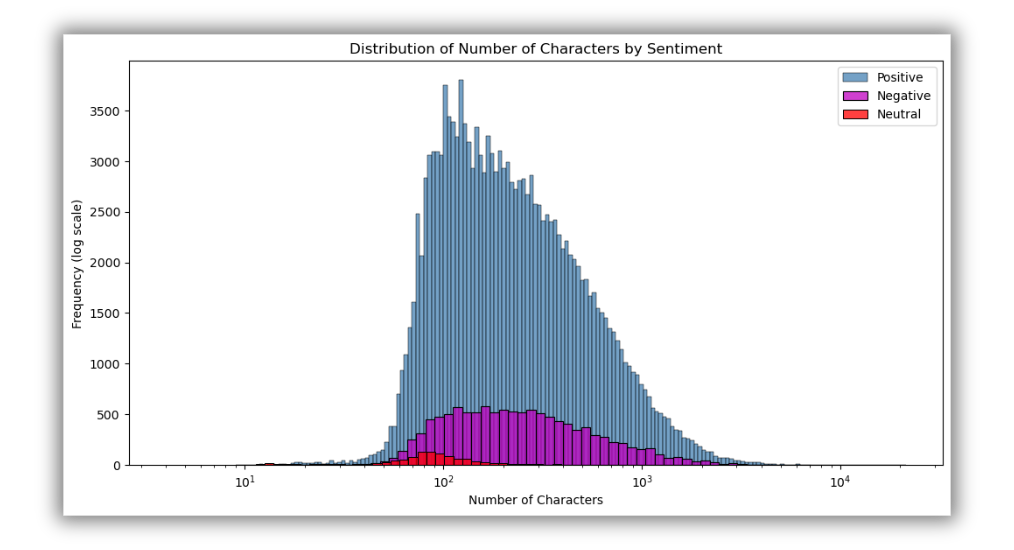 Distribution of Number of Characters by Sentiment
Positive
Negative
Neutral
Frequency (log scale)
3500
3000
2500
2000
1500
1000
500
0
10¹
10²
10³
10⁴
Number of Characters